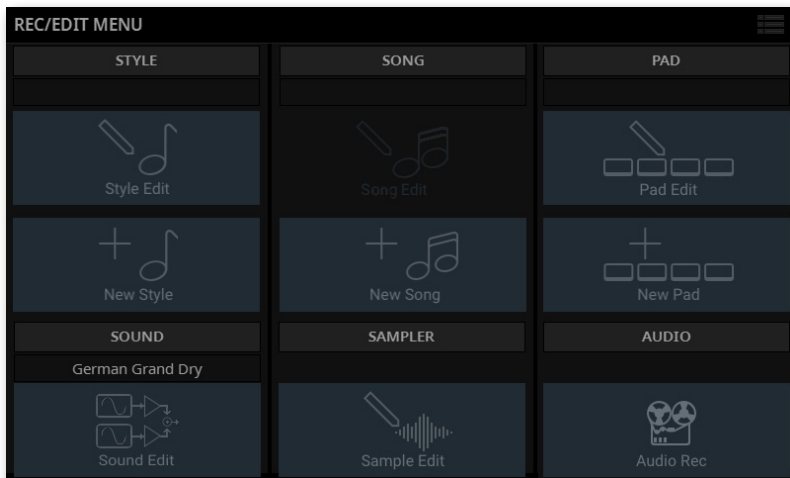 REC/EDIT MENU
STYLE
SONG
PAD
Style Edit
Song Edit
Pad Edit
New Style
New Song
New Pad
SOUND
SAMPLER
AUDIO
German Grand Dry
Sound Edit
Sample Edit
Audio Rec